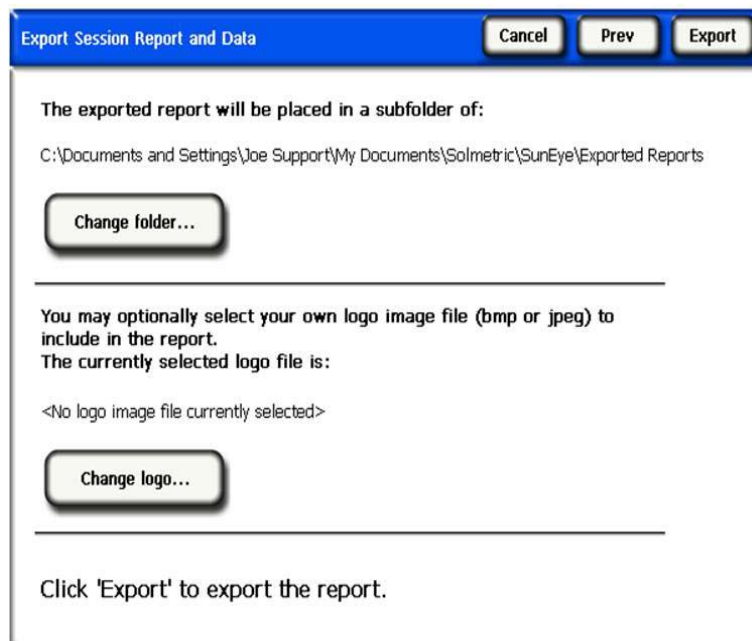 Export Session Report and Data
Cancel
Prev
Export
The exported report will be placed in a subfolder of:
C:\Documents and Settings\Joe Support\My Documents\Solmetric\SunEye\Exported Reports
Change folder...
You may optionally select your own logo image file (bmp or jpeg) to
include in the report.
The currently selected logo file is:
<No logo image file currently selected>
Change logo...
Click 'Export' to export the report.